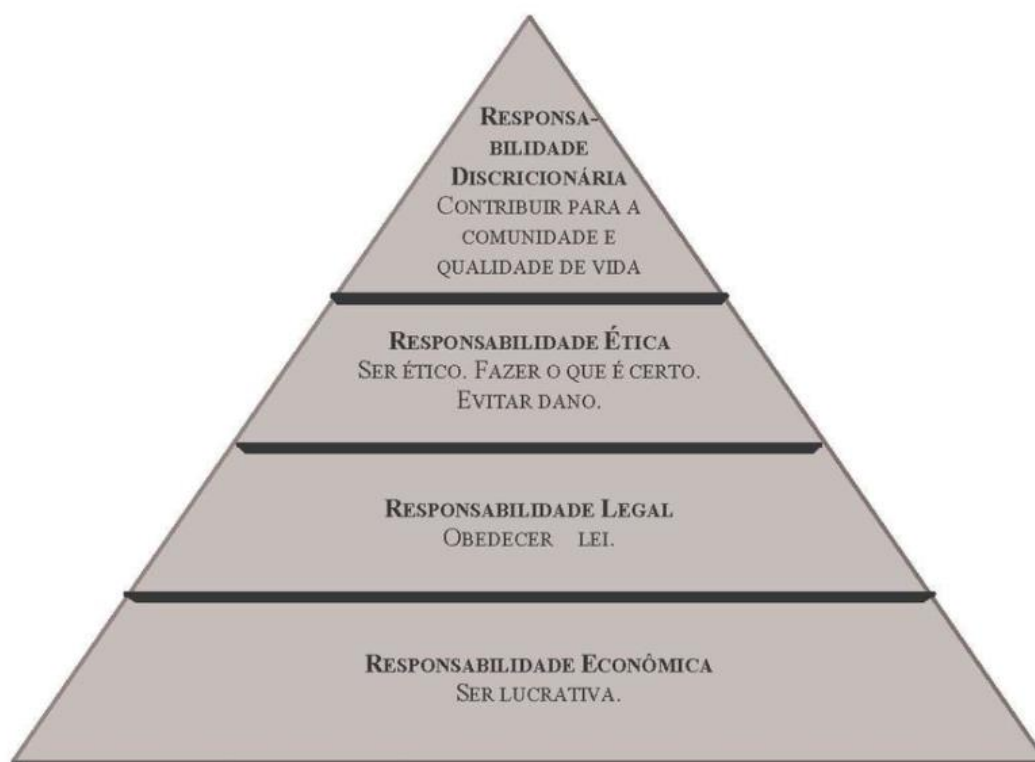 RESPONSA-
BILIDADE
DISCRICIONÁRIA
CONTRIBUIR PARA A
COMUNIDADE E
QUALIDADE DE VIDA
RESPONSABILIDADE ÉTICA
SER ÉTICO. FAZER O QUE É CERTO.
EVITAR DANO.
RESPONSABILIDADE LEGAL
OBEDECER LEI.
RESPONSABILIDADE ECONÔMICA
SER LUCRATIVA.